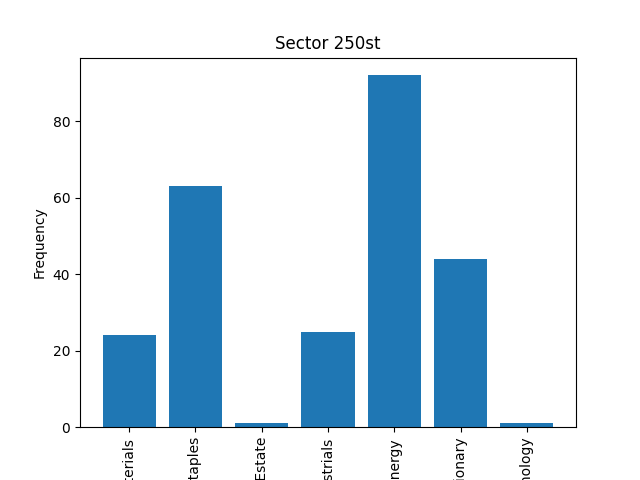 Sector 250st
Frequency
80
60
40
20
0
terials
taples
Estate
strials
nergy
ionary
nology